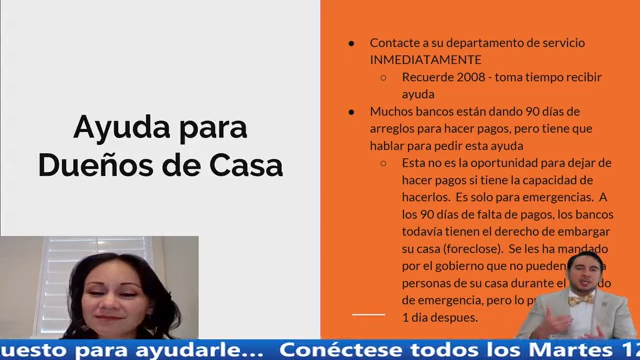 Ayuda para
Dueños de Casa
● Contacte a su departamento de servicio
INMEDIATAMENTE
○ Recuerde 2008 - toma tiempo recibir
ayuda
● Muchos bancos están dando 90 días de
arreglos para hacer pagos, pero tiene que
hablar para pedir esta ayuda
○ Esta no es la oportunidad para dejar de
hacer pagos si tiene la capacidad de
hacerlos. Es solo para emergencias. A
los 90 días de falta de pagos, los bancos
todavía tienen el derecho de embargar
su casa (foreclose). Se les ha mandado
por el gobierno que no pueden
personas de su casa durante el
de emergencia, pero lo
1 dia despues.
para ayudarle... Conéctese todos los Martes